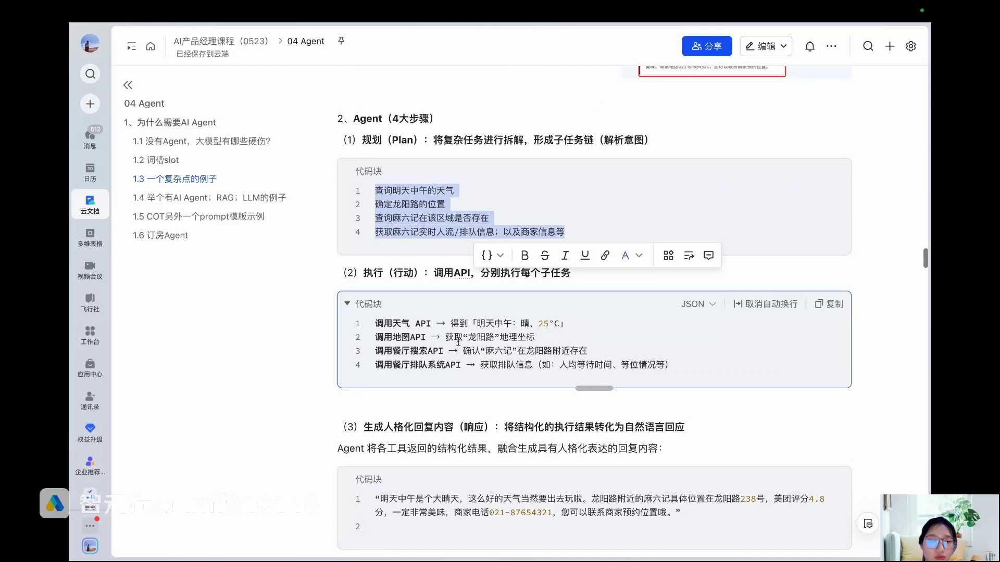 AI产品经理课程（0523） > 04 Agent
已经保存到云端
分享
编辑
美味，商家电话021-87654321，您可以联系商家预约位置。
04 Agent
1、为什么需要AI Agent
1.1 没有Agent，大模型有哪些硬伤?
1.2 词槽slot
1.3 一个复杂点的例子
1.4 举个有AI Agent；RAG；LLM的例子
1.5 COT另外一个prompt模版示例
1.6 订房Agent
512
消息
30
日历
云文档
多维表格
视频会议
飞行社
工作台
应用中心
通讯录
权益升级
企业推荐...
2、Agent（4大步骤）
（1）规划（Plan）：将复杂任务进行拆解，形成子任务链（解析意图）
代码块
1 查询明天中午的天气
2 确定龙阳路的位置
3 查询麻六记在该区域是否存在
4 获取麻六记实时人流/排队信息；以及商家信息等
（2）执行（行动）：调用API，分别执行每个子任务
代码块
JSON
取消自动换行
复制
1 调用天气 API → 得到「明天中午：晴，25°C」
2 调用地图API → 获取“龙阳路”地理坐标
3 调用餐厅搜索API → 确认“麻六记”在龙阳路附近存在
4 调用餐厅排队系统API → 获取排队信息（如：人均等待时间、等位情况等）
（3）生成人格化回复内容（响应）：将结构化的执行结果转化为自然语言回应
Agent 将各工具返回的结构化结果，融合生成具有人格化表达的回复内容：
代码块
1 “明天中午是个大晴天，这么好的天气当然要出去玩啦。龙阳路附近的麻六记具体位置在龙阳路238号，美团评分4.8
分，一定非常美味，商家电话021-87654321，您可以联系商家预约位置哦。”
2